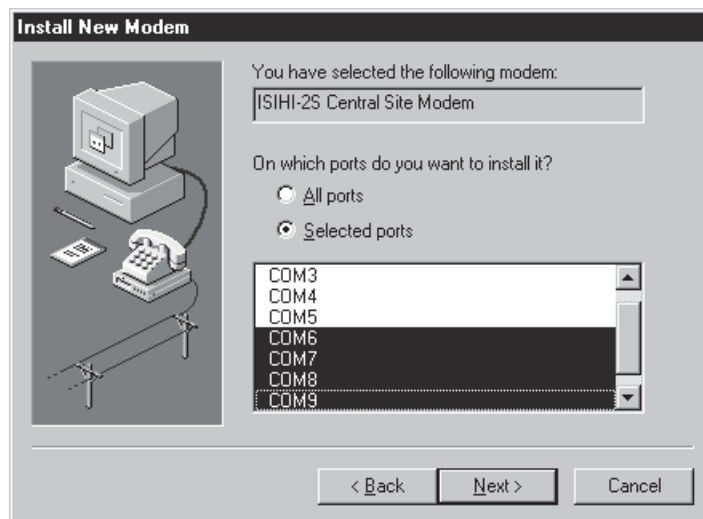 Install New Modem
You have selected the following modem:
ISIHI-2S Central Site Modem
On which ports do you want to install it?
All ports
Selected ports
COM3
COM4
COM5
COM6
COM7
COM8
COM9
< Back
Next >
Cancel